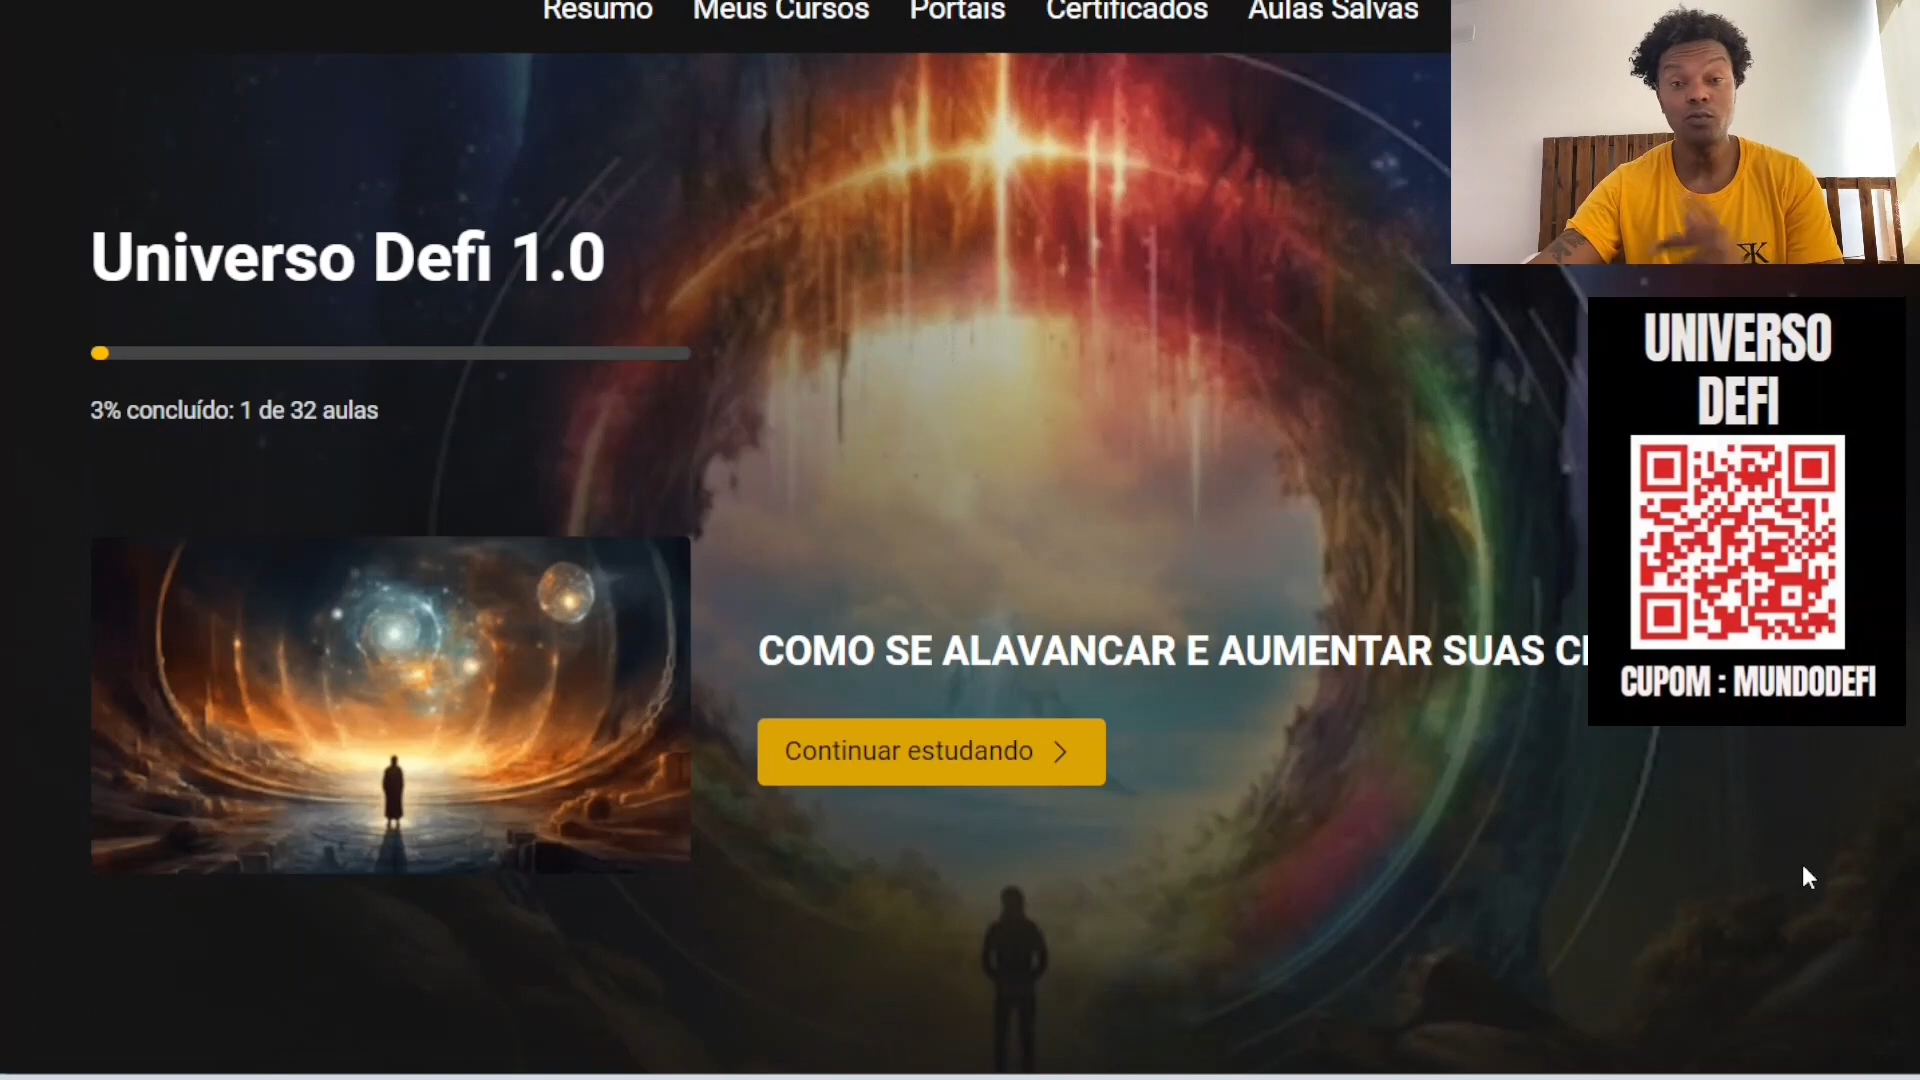 Resumo Meus Cursos Portais Certificados Aulas Salvas
Universo Defi 1.0
3% concluído: 1 de 32 aulas
COMO SE ALAVANCAR E AUMENTAR SUAS
Continuar estudando
UNIVERSO
DEFI
CUPOM : MUNDODEFI